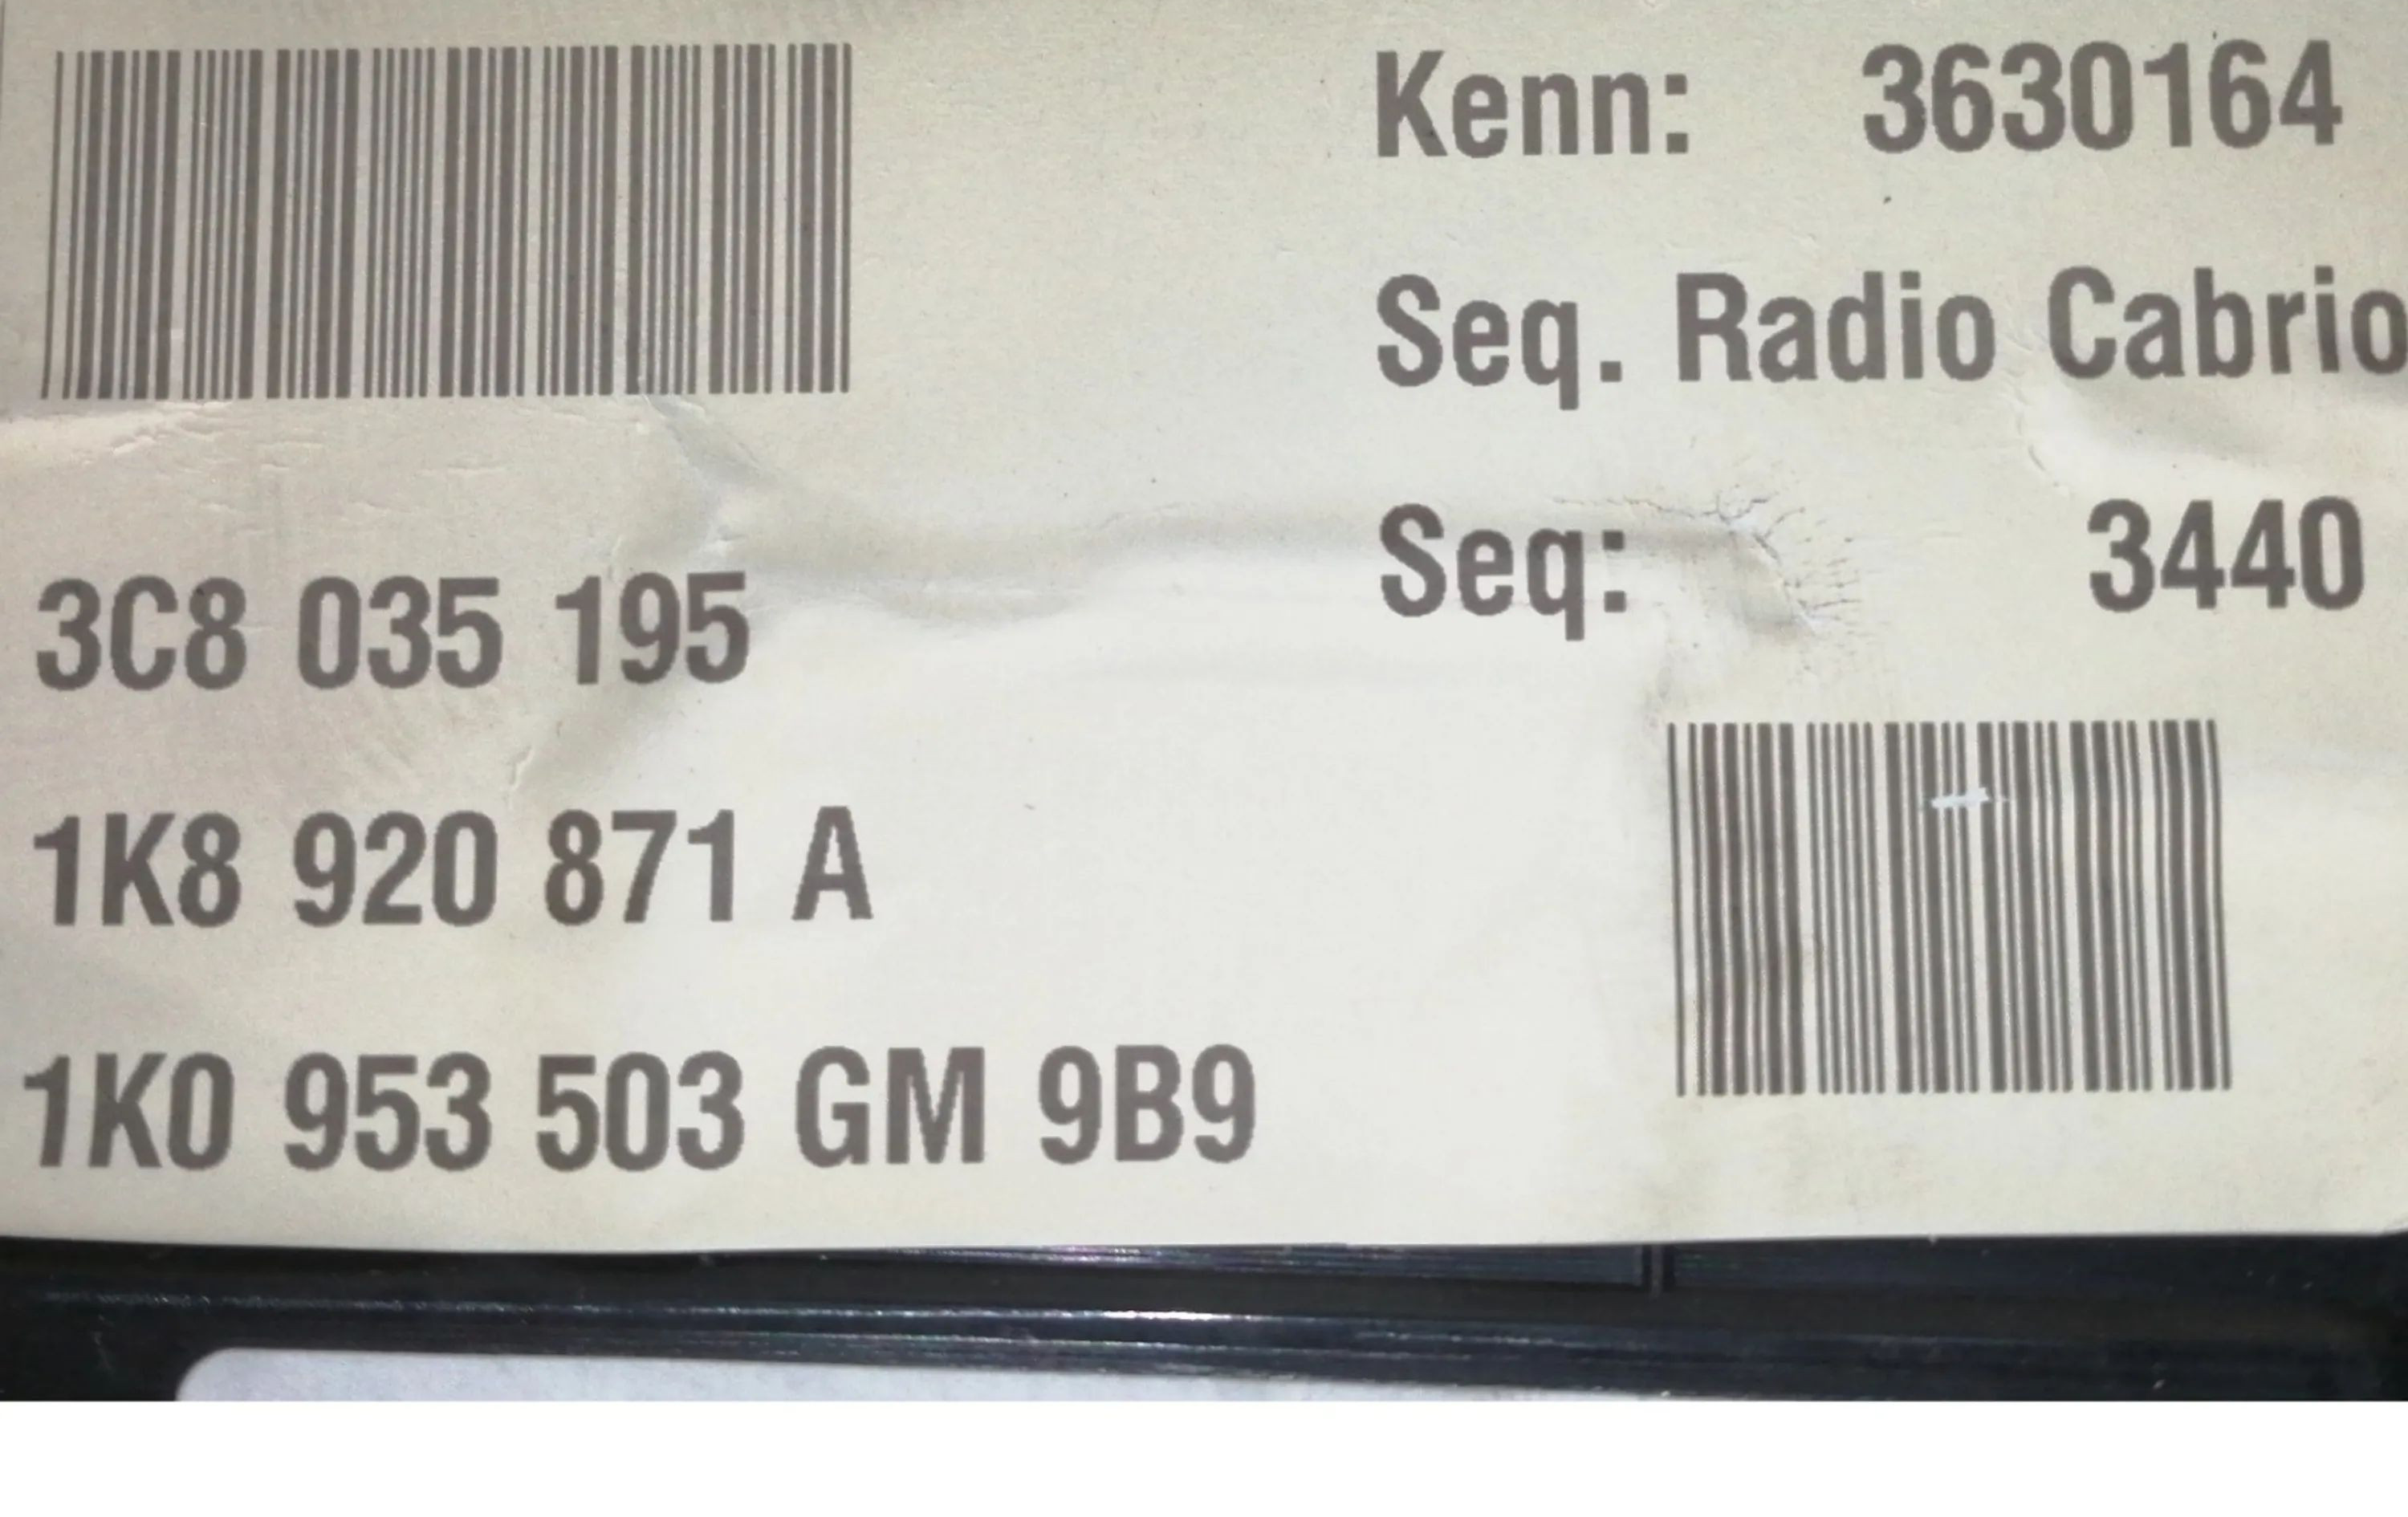 Kenn: 3630164
Seq. Radio Cabrio
Seq: 3440
3C8 035 195
1K8 920 871 A
1K0 953 503 GM 9B9